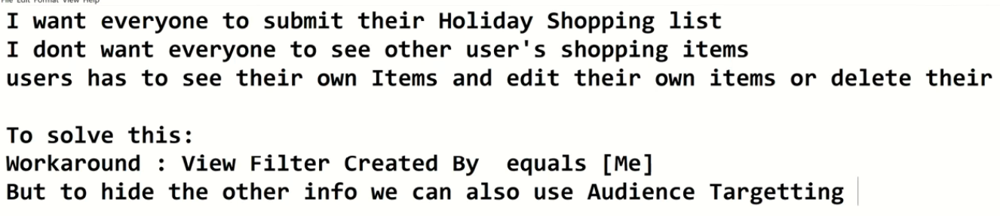 File Edit Format View Help
I want everyone to submit their Holiday Shopping list
I dont want everyone to see other user's shopping items
users has to see their own Items and edit their own items or delete their
To solve this:
Workaround : View Filter Created By  equals [Me]
But to hide the other info we can also use Audience Targetting